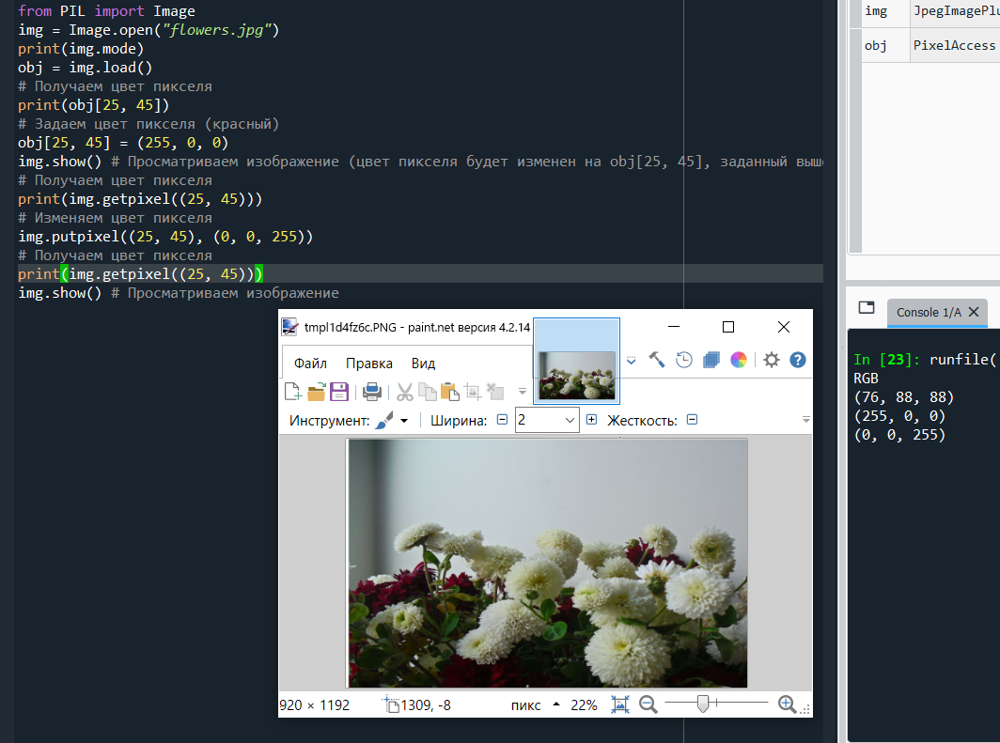 from PIL import Image
img = Image.open("flowers.jpg")
print(img.mode)
obj = img.load()
# Получаем цвет пикселя
print(obj[25, 45])
# Задаем цвет пикселя (красный)
obj[25, 45] = (255, 0, 0)
img.show() # Просматриваем изображение (цвет пикселя будет изменен на obj[25, 45], заданный выше
# Получаем цвет пикселя
print(img.getpixel((25, 45)))
# Изменяем цвет пикселя
img.putpixel((25, 45), (0, 0, 255))
# Получаем цвет пикселя
print(img.getpixel((25, 45)))
img.show() # Просматриваем изображение
img JpegImagePlu
obj PixelAccess
Console 1/A
In [23]: runfile(
RGB
(76, 88, 88)
(255, 0, 0)
(0, 0, 255)
tmpl1d4fz6c.PNG - paint.net версия 4.2.14
Файл Правка Вид
Инструмент: Ширина: 2 Жесткость:
920 × 1192 1309, -8 пикс 22%